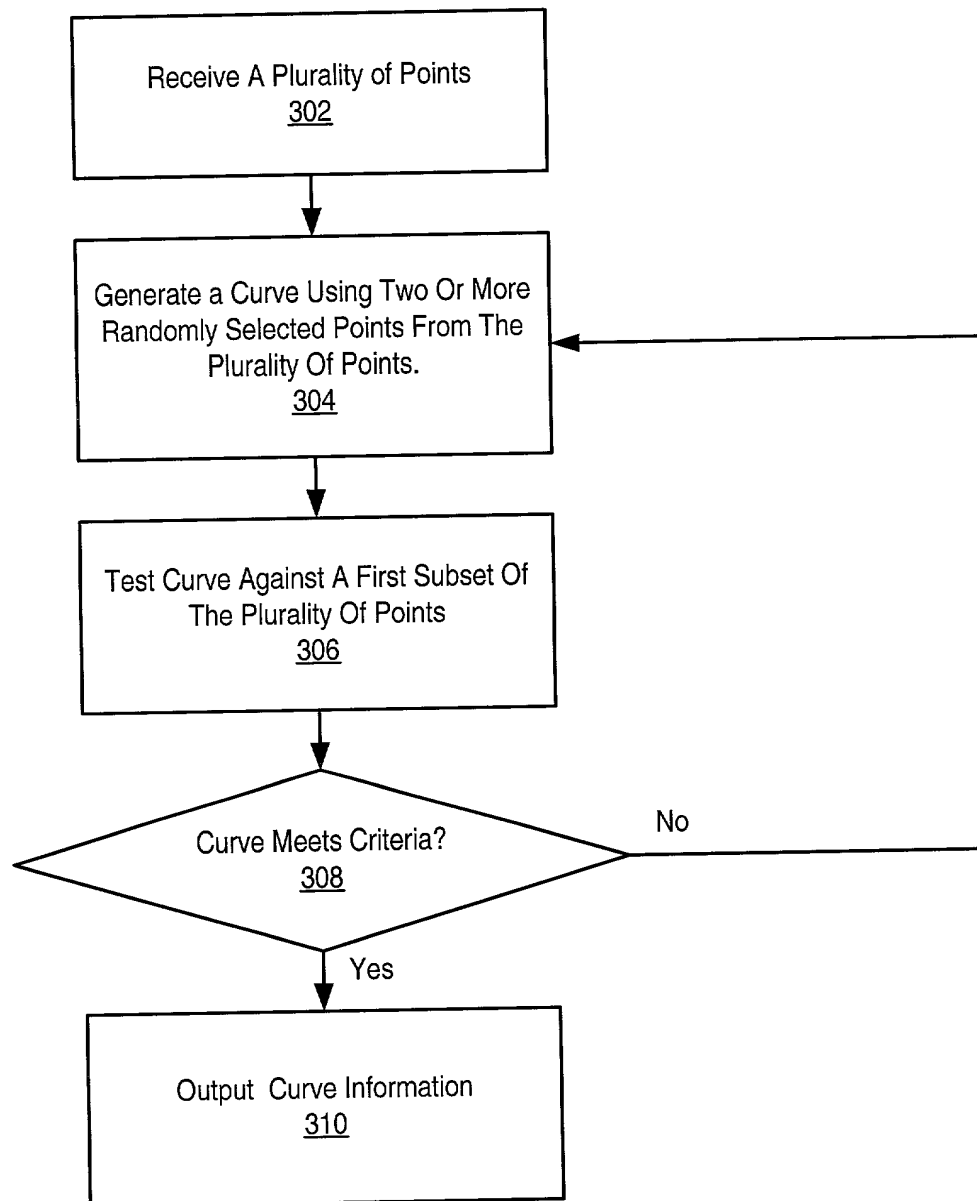 Receive A Plurality of Points
302
Generate a Curve Using Two Or More
Randomly Selected Points From The
Plurality Of Points.
304
Test Curve Against A First Subset Of
The Plurality Of Points
306
Curve Meets Criteria?
308
No
Yes
Output Curve Information
310